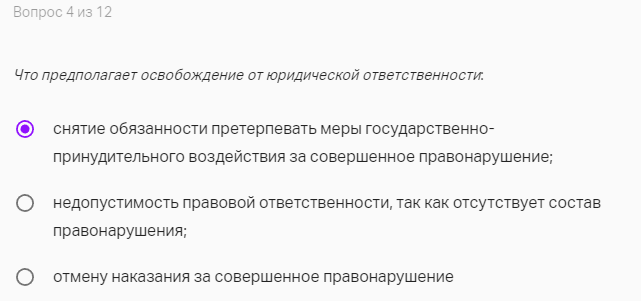 Вопрос 4 из 12
Что предполагает освобождение от юридической ответственности:
снятие обязанности претерпевать меры государственно-
принудительного воздействия за совершенное правонарушение;
недопустимость правовой ответственности, так как отсутствует состав
правонарушения;
отмену наказания за совершенное правонарушение